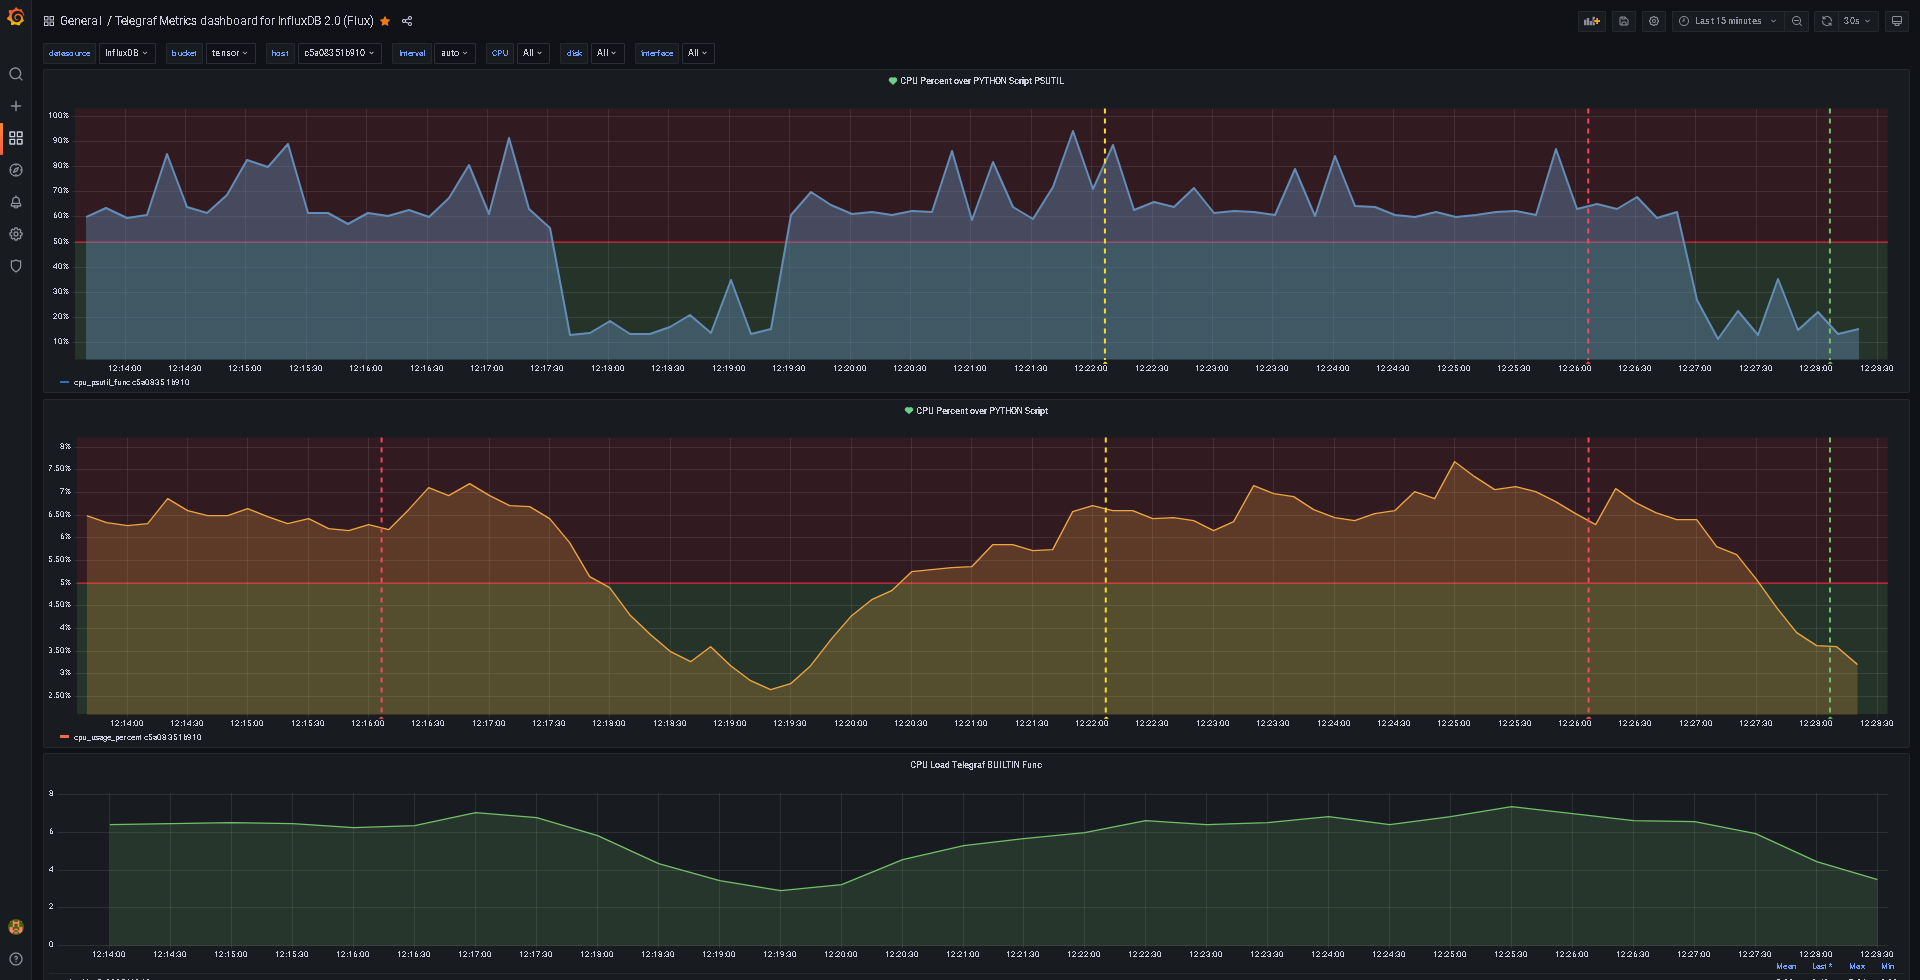 General / Telegraf Metrics dashboard for InfluxDB 2.0 (Flux)
Last 15 minutes 30s
datasource InfluxDB bucket tensor host c5a08351b910 Interval auto CPU All disk All Interface All
CPU Percent over PYTHON Script PSUTIL
100%
90%
80%
70%
60%
50%
40%
30%
20%
10%
12:14:00 12:14:30 12:15:00 12:15:30 12:16:00 12:16:30 12:17:00 12:17:30 12:18:00 12:18:30 12:19:00 12:19:30 12:20:00 12:20:30 12:21:00 12:21:30 12:22:00 12:22:30 12:23:00 12:23:30 12:24:00 12:24:30 12:25:00 12:25:30 12:26:00 12:26:30 12:27:00 12:27:30 12:28:00 12:28:30
cpu_psutil_func c5a08351b910
CPU Percent over PYTHON Script
8%
7.50%
7%
6.50%
6%
5.50%
5%
4.50%
4%
3.50%
3%
2.50%
12:14:00 12:14:30 12:15:00 12:15:30 12:16:00 12:16:30 12:17:00 12:17:30 12:18:00 12:18:30 12:19:00 12:19:30 12:20:00 12:20:30 12:21:00 12:21:30 12:22:00 12:22:30 12:23:00 12:23:30 12:24:00 12:24:30 12:25:00 12:25:30 12:26:00 12:26:30 12:27:00 12:27:30 12:28:00 12:28:30
cpu_usage_percent c5a08351b910
CPU Load Telegraf BUILTIN Func
8
6
4
2
0
12:14:00 12:14:30 12:15:00 12:15:30 12:16:00 12:16:30 12:17:00 12:17:30 12:18:00 12:18:30 12:19:00 12:19:30 12:20:00 12:20:30 12:21:00 12:21:30 12:22:00 12:22:30 12:23:00 12:23:30 12:24:00 12:24:30 12:25:00 12:25:30 12:26:00 12:26:30 12:27:00 12:27:30 12:28:00 12:28:30
Mean Last * Max Min